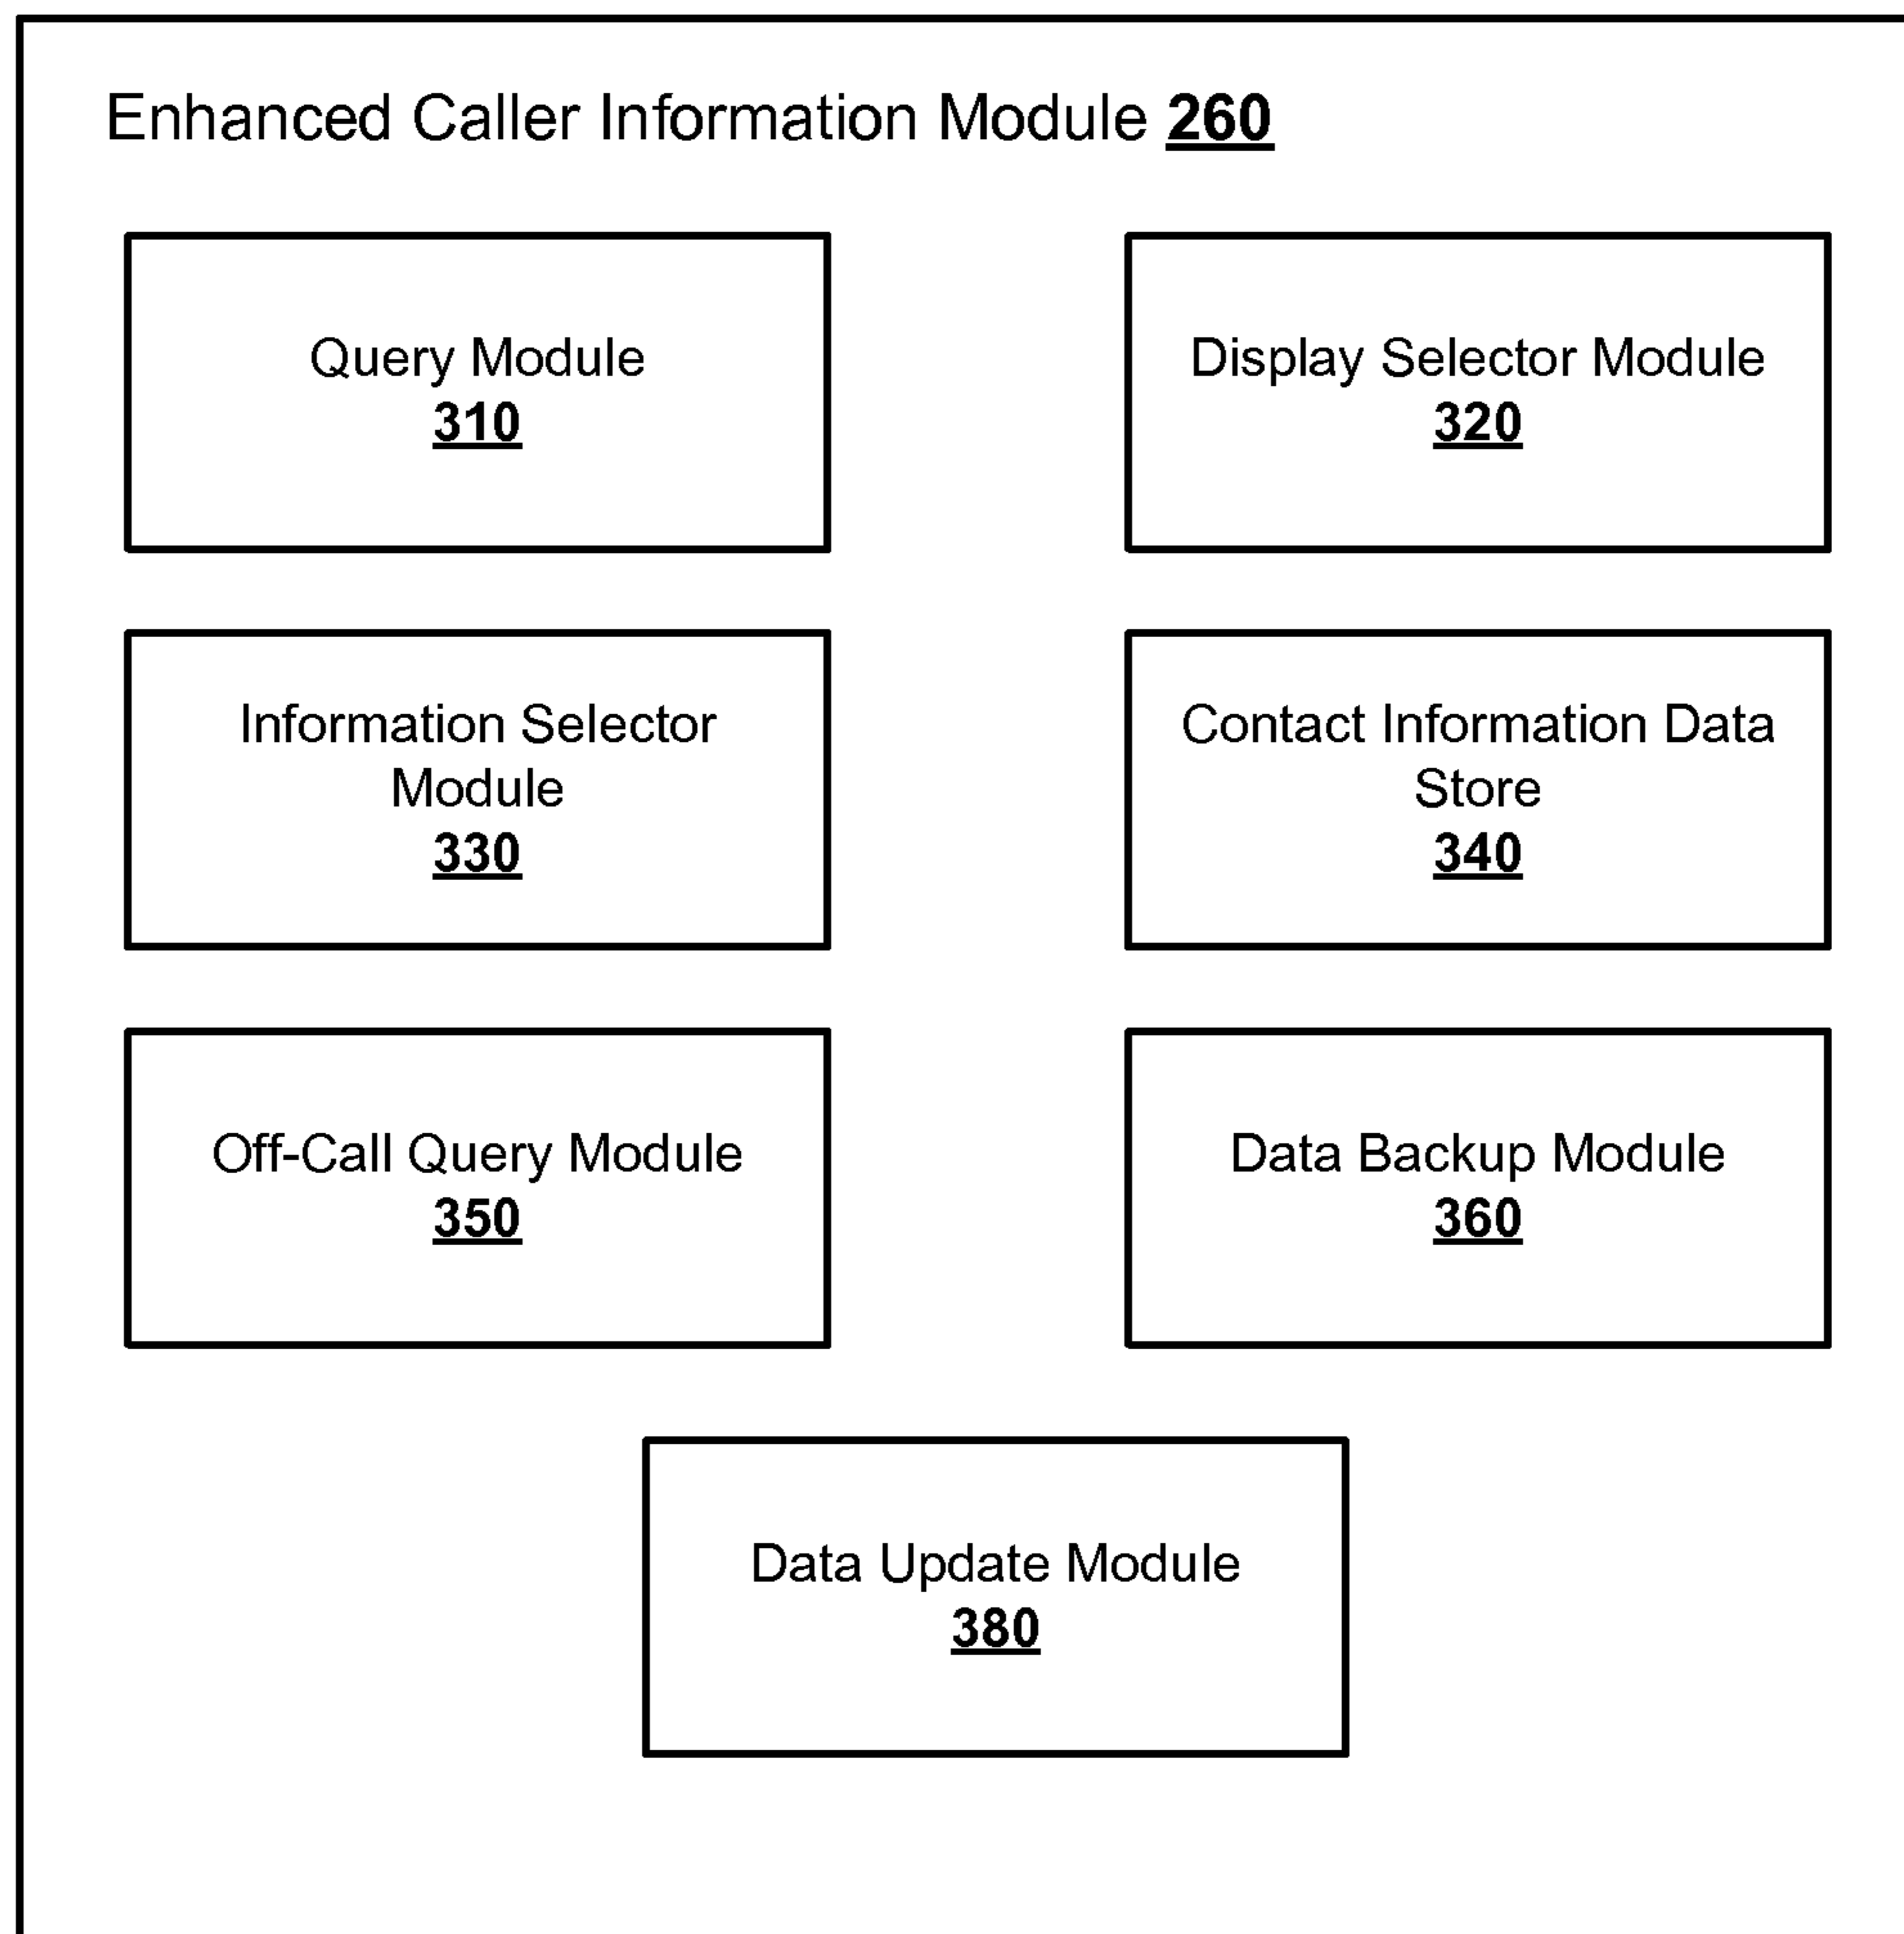 Enhanced Caller Information Module 260
Query Module
310
Display Selector Module
320
Information Selector
Module
330
Contact Information Data
Store
340
Off-Call Query Module
350
Data Backup Module
360
Data Update Module
380